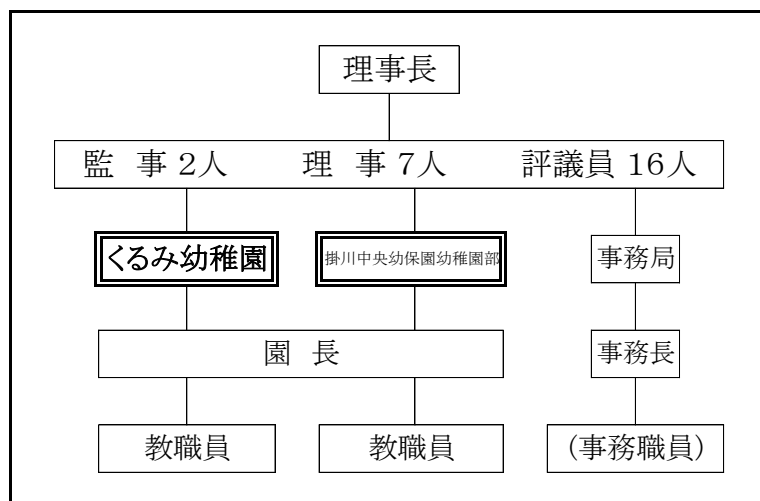 理事長
監 事 2人 理 事 7人 評議員 16人
くるみ幼稚園 掛川中央幼保園幼稚園部 事務局
園 長 事務長
教職員 教職員 (事務職員)